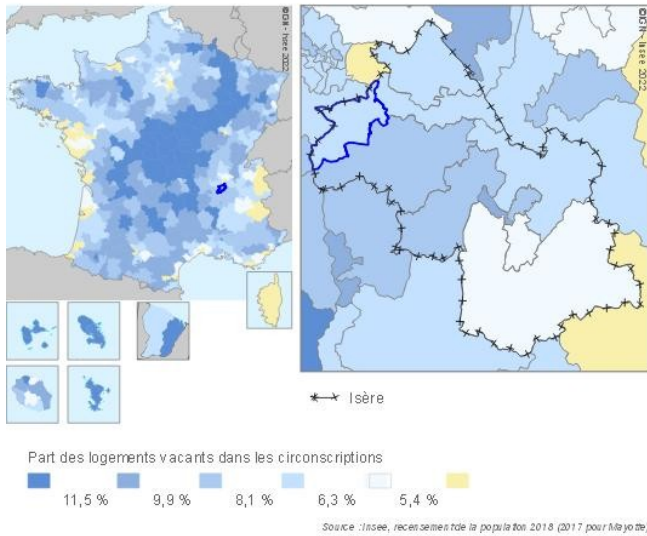 ©IGN - Insee 2022
©IGN - Insee 2022
Isère
Part des logements vacants dans les circonscriptions
11,5 % 9,9 % 8,1 % 6,3 % 5,4 %
Source : Insee, recensement de la population 2018 (2017 pour Mayotte)